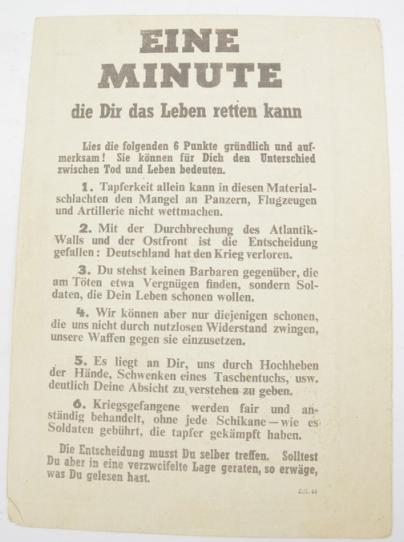 EINE
MINUTE
die Dir das Leben retten kann
Lies die folgenden 6 Punkte gründlich und auf-
merksam! Sie können für Dich den Unterschied
zwischen Tod und Leben bedeuten.
1. Tapferkeit allein kann in diesen Material-
schlachten den Mangel an Panzern, Flugzeugen
und Artillerie nicht wettmachen.
2. Mit der Durchbrechung des Atlantik-
Walls und der Ostfront ist die Entscheidung
gefallen: Deutschland hat den Krieg verloren.
3. Du stehst keinen Barbaren gegenüber, die
am Töten etwa Vergnügen finden, sondern Sol-
daten, die Dein Leben schonen wollen.
4. Wir können aber nur diejenigen schonen,
die uns nicht durch nutzlosen Widerstand zwingen,
unsere Waffen gegen sie einzusetzen.
5. Es liegt an Dir, uns durch Hochheben
der Hände, Schwenken eines Taschentuchs, usw.
deutlich Deine Absicht zu verstehen zu geben.
6. Kriegsgefangene werden fair und an-
ständig behandelt, ohne jede Schikane — wie es
Soldaten gebührt, die tapfer gekämpft haben.
Die Entscheidung musst Du selber treffen. Solltest
Du aber in eine verzweifelte Lage geraten, so erwäge,
was Du gelesen hast.